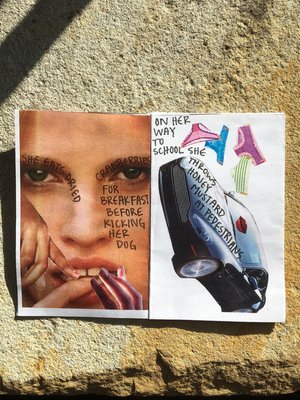 SHE EATS DRIED
CRANBERRIES
FOR
BREAKFAST
BEFORE
KICKING
HER
DOG
ON HER
WAY
TO
SCHOOL SHE
THROWS
HONEY
MUSTARD
AT PEDESTRIANS